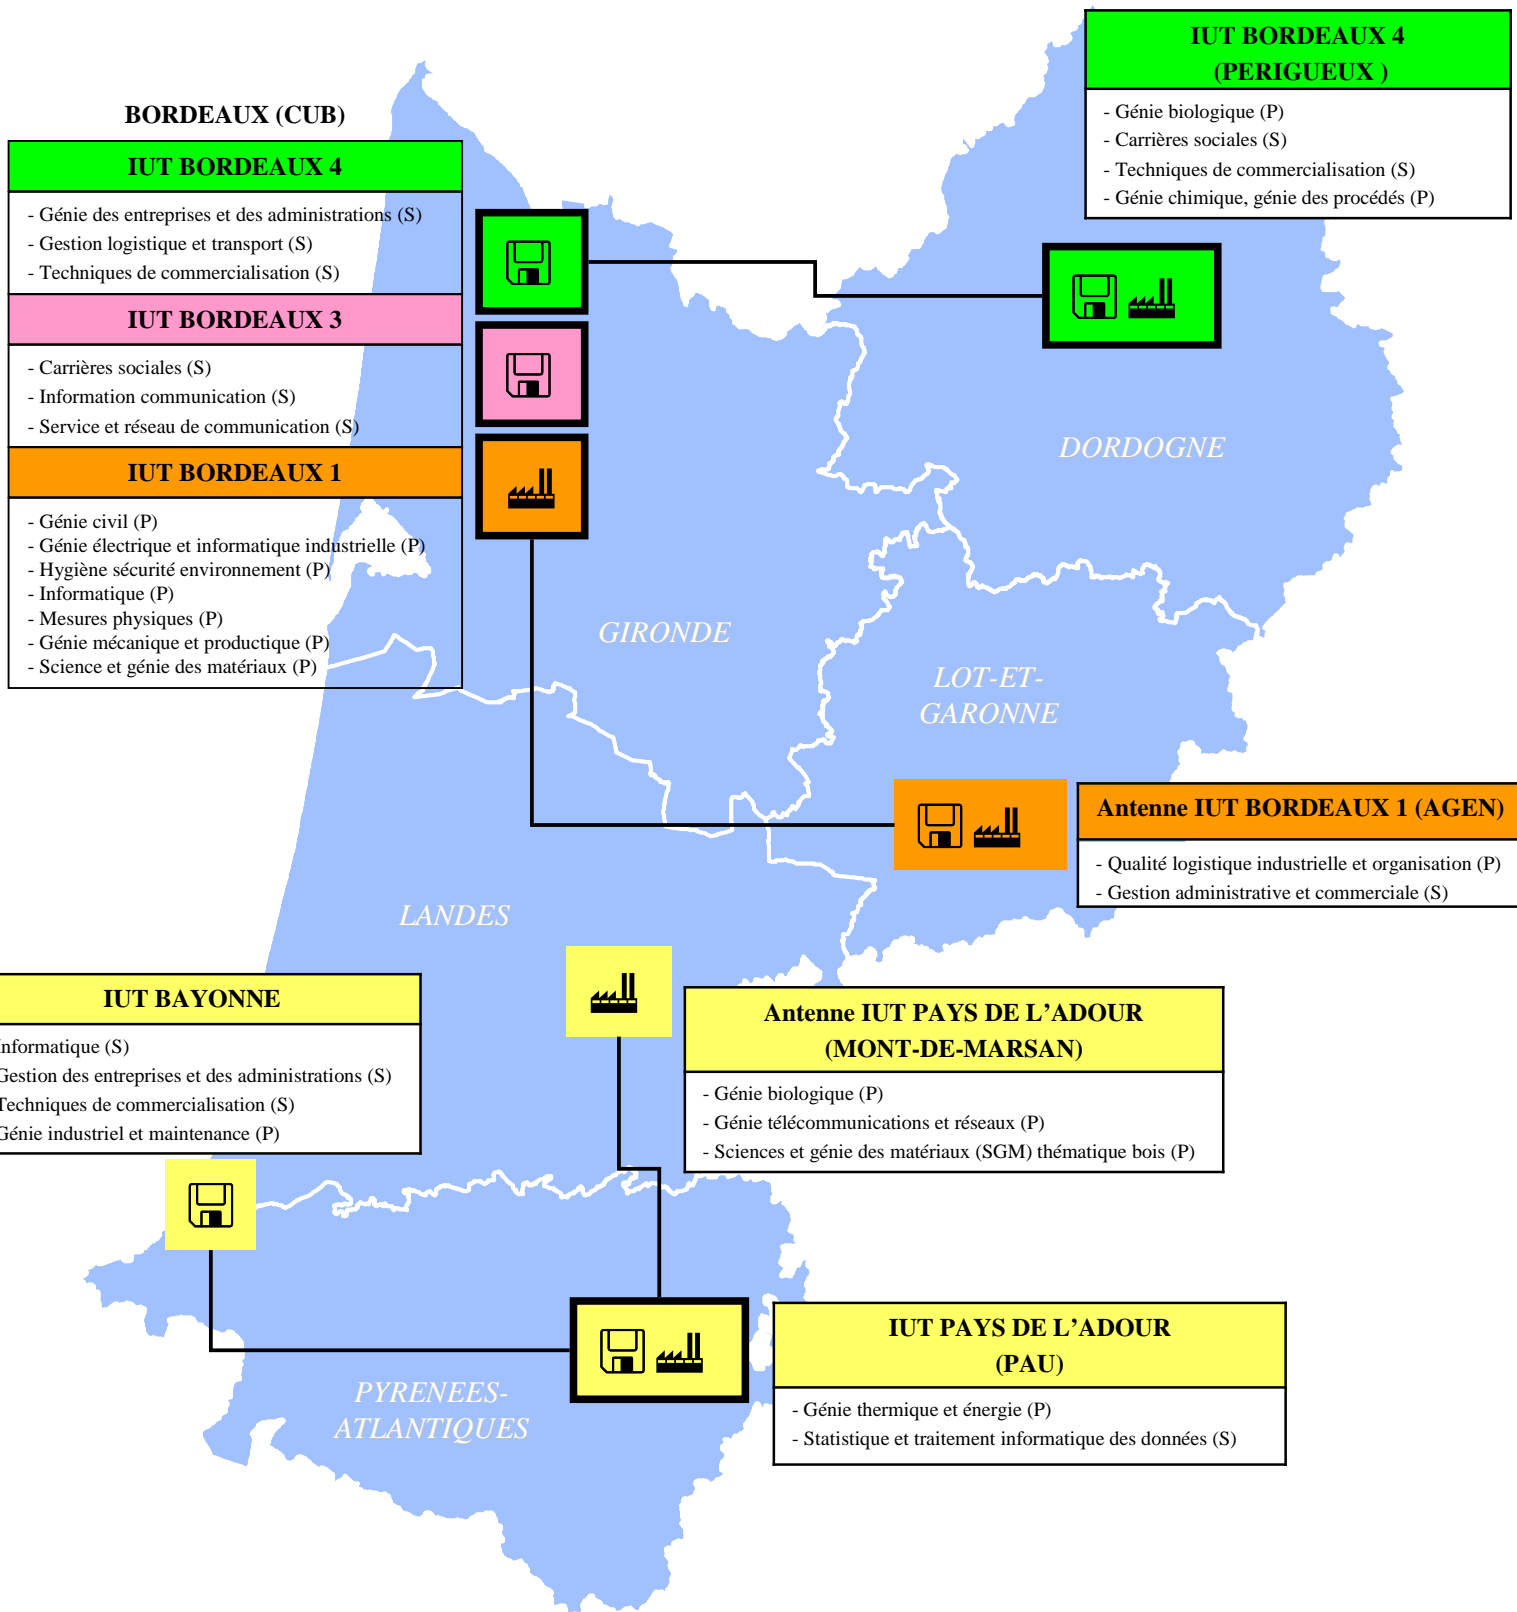 IUT BORDEAUX 4
(PERIGUEUX )
- Génie biologique (P)
- Carrières sociales (S)
- Techniques de commercialisation (S)
- Génie chimique, génie des procédés (P)
BORDEAUX (CUB)
IUT BORDEAUX 4
- Génie des entreprises et des administrations (S)
- Gestion logistique et transport (S)
- Techniques de commercialisation (S)
IUT BORDEAUX 3
- Carrières sociales (S)
- Information communication (S)
- Service et réseau de communication (S)
IUT BORDEAUX 1
- Génie civil (P)
- Génie électrique et informatique industrielle (P)
- Hygiène sécurité environnement (P)
- Informatique (P)
- Mesures physiques (P)
- Génie mécanique et productique (P)
- Science et génie des matériaux (P)
DORDOGNE
GIRONDE
LOT-ET-
GARONNE
Antenne IUT BORDEAUX 1 (AGEN)
- Qualité logistique industrielle et organisation (P)
- Gestion administrative et commerciale (S)
LANDES
IUT BAYONNE
Informatique (S)
Gestion des entreprises et des administrations (S)
Techniques de commercialisation (S)
Génie industriel et maintenance (P)
Antenne IUT PAYS DE L’ADOUR
(MONT-DE-MARSAN)
- Génie biologique (P)
- Génie télécommunications et réseaux (P)
- Sciences et génie des matériaux (SGM) thématique bois (P)
IUT PAYS DE L’ADOUR
(PAU)
- Génie thermique et énergie (P)
- Statistique et traitement informatique des données (S)
PYRENEES-
ATLANTIQUES